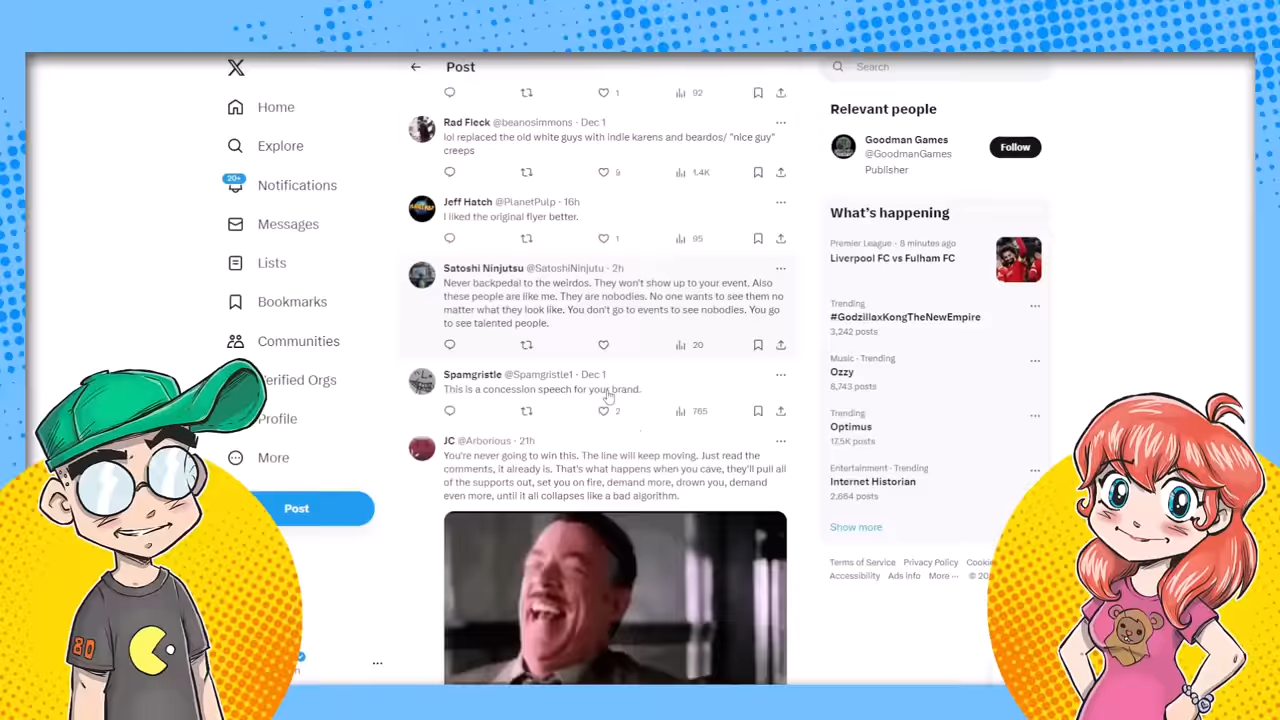 Home
Explore
20+
Notifications
Messages
Lists
Bookmarks
Communities
erified Orgs
Profile
More
Post
Post
1
92
Rad Fleck @beanosimmons · Dec 1
lol replaced the old white guys with indie karens and beardos/ "nice guy"
creeps
9
1.4K
Jeff Hatch @PlanetPulp · 16h
I liked the original flyer better.
1
95
Satoshi Ninjutsu @SatoshiNinjutu · 2h
Never backpedal to the weirdos. They won't show up to your event. Also
these people are like me. They are nobodies. No one wants to see them no
matter what they look like. You don't go to events to see nobodies. You go
to see talented people.
20
Spamgristle @Spamgristle1 · Dec 1
This is a concession speech for your brand.
2
765
JC @Arborious · 21h
You're never going to win this. The line will keep moving. Just read the
comments, it already is. That's what happens when you cave, they'll pull all
of the supports out, set you on fire, demand more, drown you, demand
even more, until it all collapses like a bad algorithm.
Search
Relevant people
Goodman Games
@GoodmanGames
Publisher
Follow
What's happening
Premier League · 8 minutes ago
Liverpool FC vs Fulham FC
Trending
#GodzillaxKongTheNewEmpire
3,242 posts
Music · Trending
Ozzy
8,743 posts
Trending
Optimus
17.5K posts
Entertainment · Trending
Internet Historian
2,664 posts
Show more
Terms of Service Privacy Policy Cookie
Accessibility Ads info More ··· © 20
80